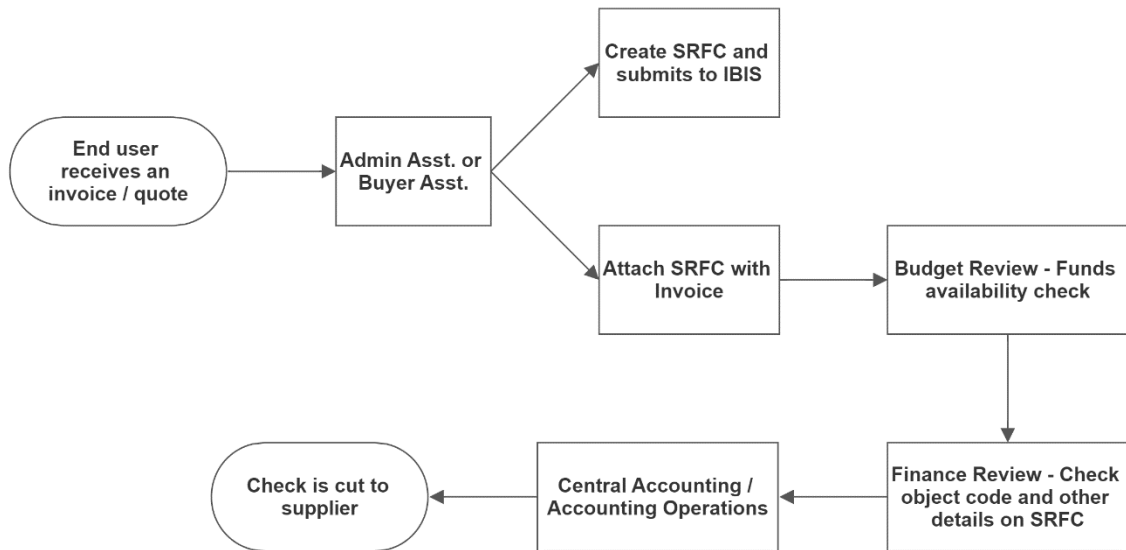 Create SRFC and
submits to IBIS
End user
receives an
invoice / quote
Admin Asst. or
Buyer Asst.
Attach SRFC with
Invoice
Budget Review - Funds
availability check
Check is cut to
supplier
Central Accounting /
Accounting Operations
Finance Review - Check
object code and other
details on SRFC